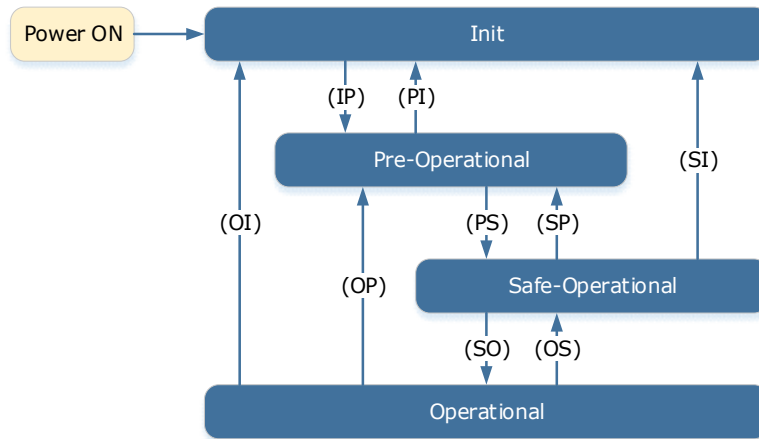 Power ON
Init
(IP)
(PI)
Pre-Operational
(SI)
(OI)
(PS)
(SP)
(OP)
Safe-Operational
(SO)
(OS)
Operational